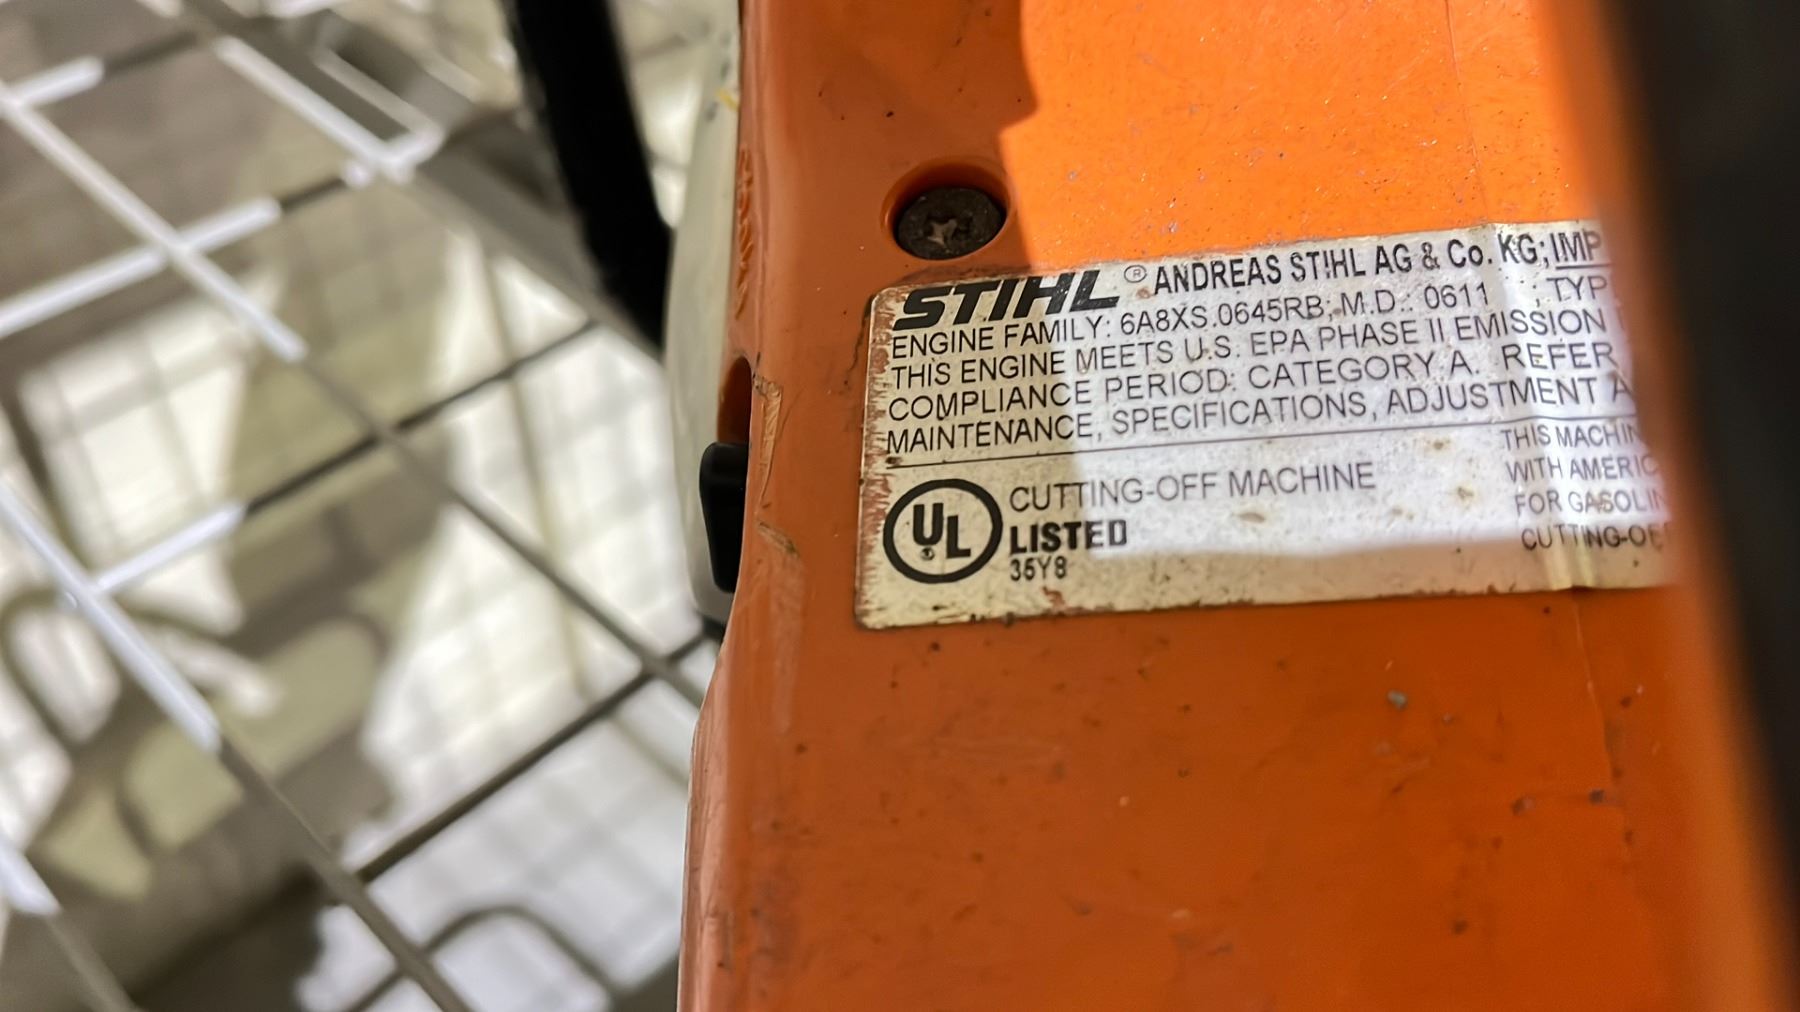 STIHL ® ANDREAS STIHL AG & Co. KG; IMP
ENGINE FAMILY: 6A8XS.0645RB; M.D.: 0611 ; TYP
THIS ENGINE MEETS U.S. EPA PHASE II EMISSION
COMPLIANCE PERIOD: CATEGORY A. REFER
MAINTENANCE, SPECIFICATIONS, ADJUSTMENT A
UL CUTTING-OFF MACHINE
LISTED
35Y8
THIS MACHIN
WITH AMERIC
FOR GASOLIN
CUTTING-OF